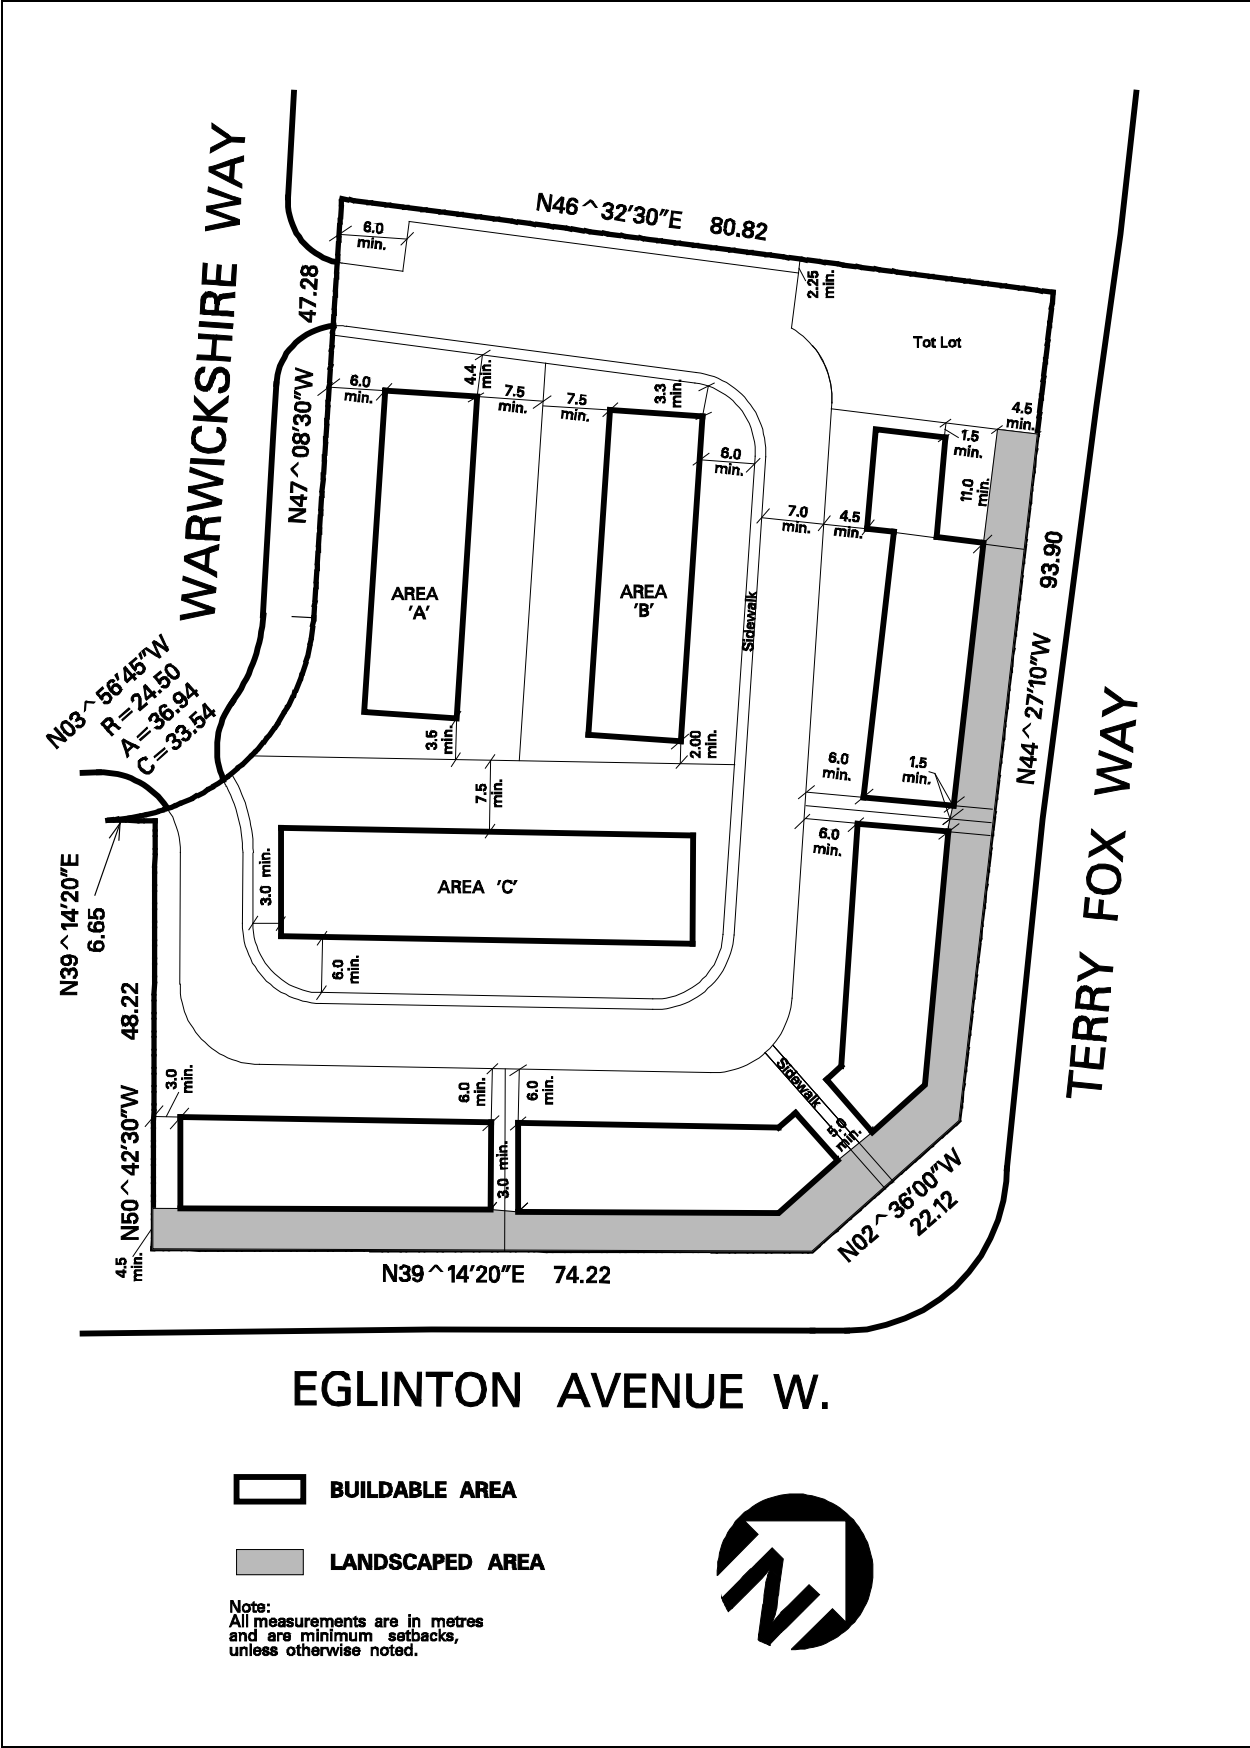 N46^32'30"E 80.82
WARWICKSHIRE WAY
6.0
min.
47.28
2.25
min.
Tot Lot
N47^08'30"W
6.0
min.
4.4
min.
7.5
min.
7.5
min.
3.3
min.
4.5
min.
1.5
min.
6.0
min.
11.0
min.
7.0
min.
4.5
min.
93.90
AREA
'A'
AREA
'B'
Sidewalk
N03^56'45"W
R=24.50
A=36.94
C=33.54
N44^27'10"W
TERRY FOX WAY
3.5
min.
2.00
min.
6.0
min.
1.5
min.
7.5
min.
6.0
min.
N39^14'20"E
6.65
3.0 min.
AREA 'C'
6.0
min.
48.22
N50^42'30"W
3.0
min.
6.0
min.
6.0
min.
Sidewalk
5.0
min.
3.0 min.
N02^36'00"W
22.12
4.5
min.
N39^14'20"E 74.22
EGLINTON AVENUE W.
BUILDABLE AREA
LANDSCAPED AREA
Note:
All measurements are in metres
and are minimum setbacks,
unless otherwise noted.
N